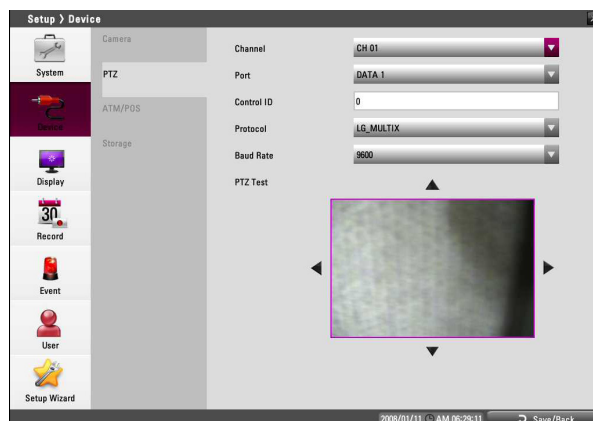 Setup > Device
System
Device
Display
30
Record
Event
User
Setup Wizard
Camera
PTZ
ATM/POS
Storage
Channel CH 01
Port DATA 1
Control ID 0
Protocol LG_MULTIX
Baud Rate 9600
PTZ Test
2008/01/11 AM 06:29:11 Save/Back